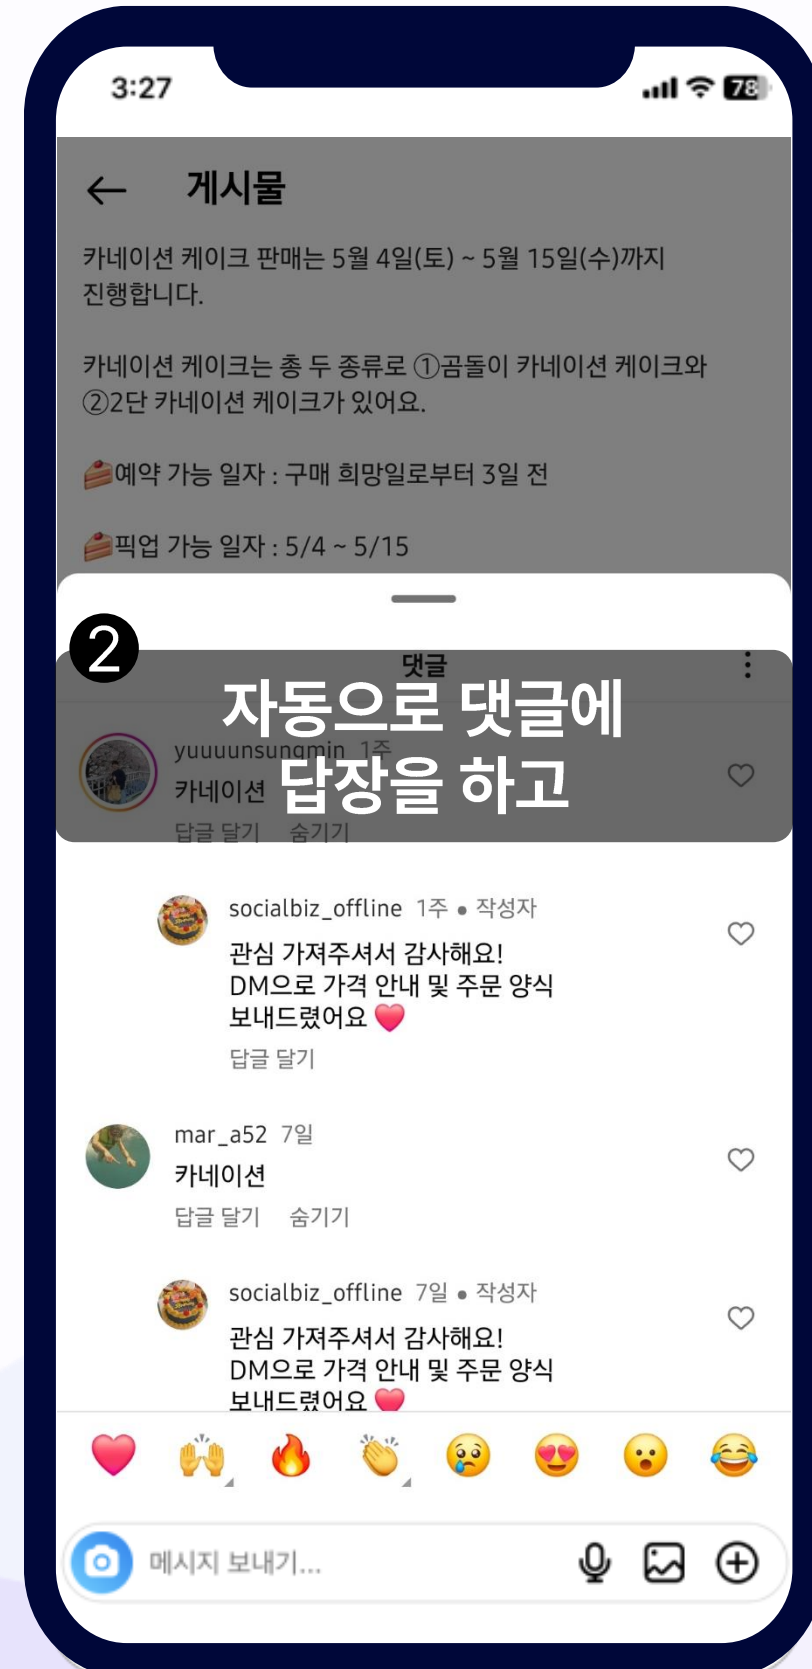 3:27
78
게시물
카네이션 케이크 판매는 5월 4일(토) ~ 5월 15일(수)까지
진행합니다.
카네이션 케이크는 총 두 종류로 ①곰돌이 카네이션 케이크와
②2단 카네이션 케이크가 있어요.
🍰예약 가능 일자 : 구매 희망일로부터 3일 전
🍰픽업 가능 일자 : 5/4 ~ 5/15
2
댓글
자동으로 댓글에
답장을 하고
yuuuunsungmin 1주
카네이션
답글 달기 숨기기
socialbiz_offline 1주 • 작성자
관심 가져주셔서 감사해요!
DM으로 가격 안내 및 주문 양식
보내드렸어요 ❤️
답글 달기
mar_a52 7일
카네이션
답글 달기 숨기기
socialbiz_offline 7일 • 작성자
관심 가져주셔서 감사해요!
DM으로 가격 안내 및 주문 양식
보내드렸어요 ❤️
메시지 보내기...